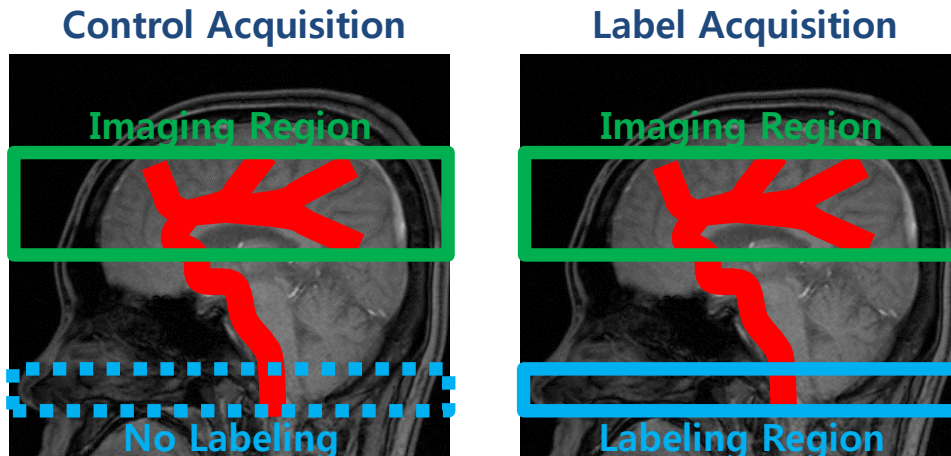 Control Acquisition
Label Acquisition
Imaging Region
Imaging Region
No Labeling
Labeling Region